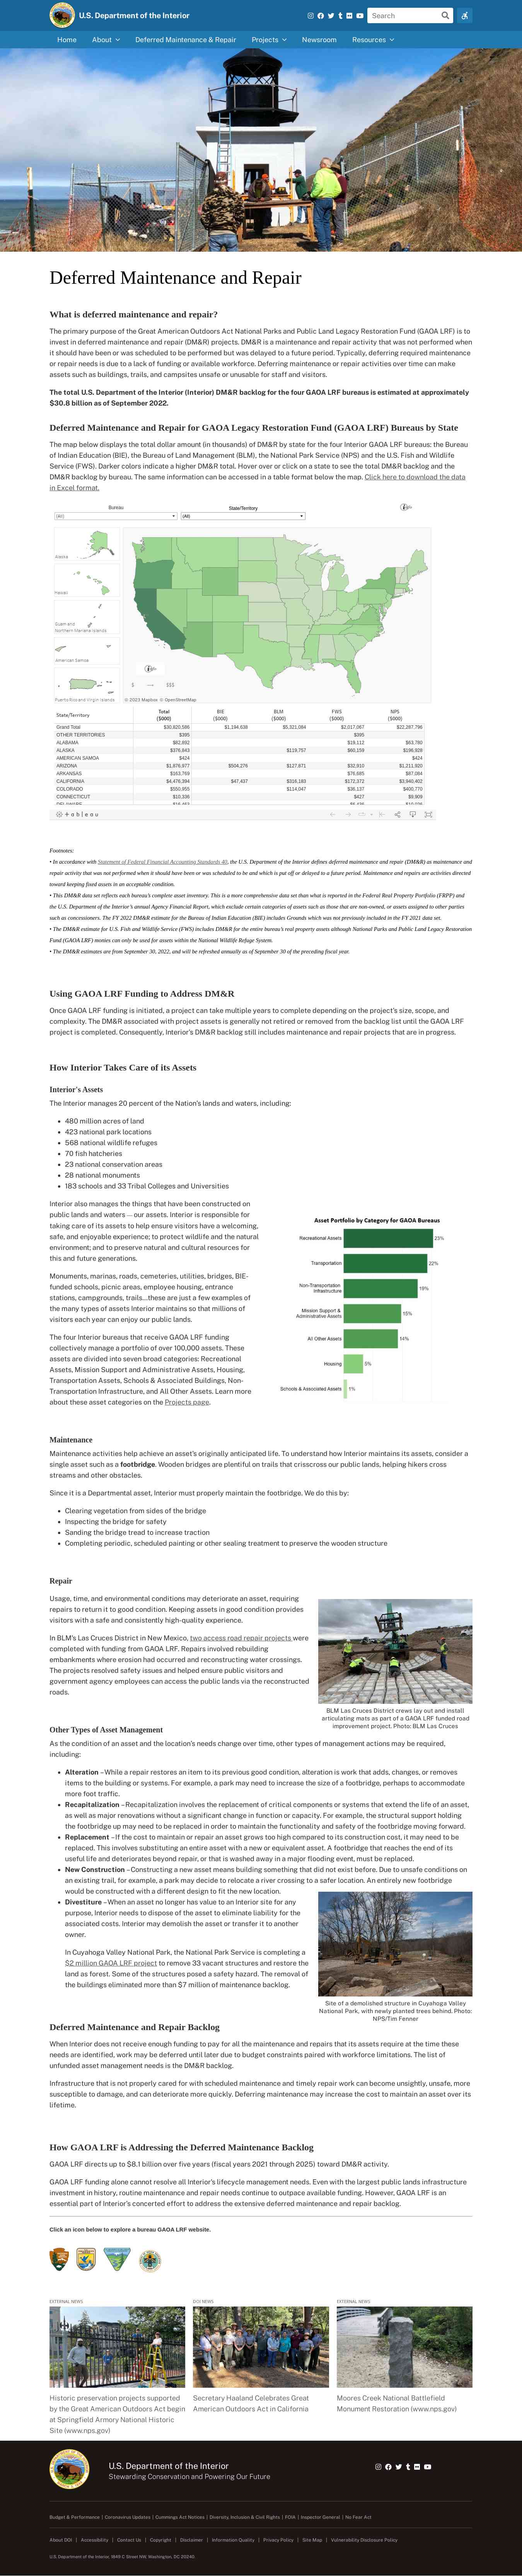 U.S. Department of the Interior
Search
Home
About
Deferred Maintenance & Repair
Projects
Newsroom
Resources
Deferred Maintenance and Repair
What is deferred maintenance and repair?
The primary purpose of the Great American Outdoors Act National Parks and Public Land Legacy Restoration Fund (GAOA LRF) is to
invest in deferred maintenance and repair (DM&R) projects. DM&R is a maintenance and repair activity that was not performed when
it should have been or was scheduled to be performed but was delayed to a future period. Typically, deferring required maintenance
or repair needs is due to a lack of funding or available workforce. Deferring maintenance or repair activities over time can make
assets such as buildings, trails, and campsites unsafe or unusable for staff and visitors.
The total U.S. Department of the Interior (Interior) DM&R backlog for the four GAOA LRF bureaus is estimated at approximately
$30.8 billion as of September 2022.
Deferred Maintenance and Repair for GAOA Legacy Restoration Fund (GAOA LRF) Bureaus by State
The map below displays the total dollar amount (in thousands) of DM&R by state for the four Interior GAOA LRF bureaus: the Bureau
of Indian Education (BIE), the Bureau of Land Management (BLM), the National Park Service (NPS) and the U.S. Fish and Wildlife
Service (FWS). Darker colors indicate a higher DM&R total. Hover over or click on a state to see the total DM&R backlog and the
DM&R backlog by bureau. The same information can be accessed in a table format below the map. Click here to download the data
in Excel format.
Bureau
State/Territory
(All)
(All)
Alaska
Hawaii
Guam and
Northern Mariana Islands
American Samoa
Puerto Rico and Virgin Islands
$ $$$
© 2023 Mapbox © OpenStreetMap
State/Territory Total ($000) BIE ($000) BLM ($000) FWS ($000) NPS ($000)
Grand Total $30,820,586 $1,194,638 $5,321,084 $2,017,067 $22,287,796
OTHER TERRITORIES $395 $395
ALABAMA $82,892 $19,112 $63,780
ALASKA $376,843 $119,757 $60,159 $196,928
AMERICAN SAMOA $424 $424
ARIZONA $1,876,977 $504,276 $127,871 $32,910 $1,211,920
ARKANSAS $163,769 $76,685 $87,084
CALIFORNIA $4,476,394 $47,437 $316,183 $172,372 $3,940,402
COLORADO $550,955 $114,047 $36,137 $400,770
CONNECTICUT $10,336 $427 $9,909
+ableau
Footnotes:
• In accordance with Statement of Federal Financial Accounting Standards 40, the U.S. Department of the Interior defines deferred maintenance and repair (DM&R) as maintenance and
repair activity that was not performed when it should have been or was scheduled to be and which is put off or delayed to a future period. Maintenance and repairs are activities directed
toward keeping fixed assets in an acceptable condition.
• This DM&R data set reflects each bureau's complete asset inventory. This is a more comprehensive data set than what is reported in the Federal Real Property Portfolio (FRPP) and
the U.S. Department of the Interior's annual Agency Financial Report, which exclude certain categories of assets such as those that are non-owned, or assets assigned to other parties
such as concessioners. The FY 2022 DM&R estimate for the Bureau of Indian Education (BIE) includes Grounds which was not previously included in the FY 2021 data set.
• The DM&R estimate for U.S. Fish and Wildlife Service (FWS) includes DM&R for the entire bureau's real property assets although National Parks and Public Land Legacy Restoration
Fund (GAOA LRF) monies can only be used for assets within the National Wildlife Refuge System.
• The DM&R estimates are from September 30, 2022, and will be refreshed annually as of September 30 of the preceding fiscal year.
Using GAOA LRF Funding to Address DM&R
Once GAOA LRF funding is initiated, a project can take multiple years to complete depending on the project's size, scope, and
complexity. The DM&R associated with project assets is generally not retired or removed from the backlog list until the GAOA LRF
project is completed. Consequently, Interior's DM&R backlog still includes maintenance and repair projects that are in progress.
How Interior Takes Care of its Assets
Interior's Assets
The Interior manages 20 percent of the Nation's lands and waters, including:
• 480 million acres of land
• 423 national park locations
• 568 national wildlife refuges
• 70 fish hatcheries
• 23 national conservation areas
• 28 national monuments
• 183 schools and 33 Tribal Colleges and Universities
Interior also manages the things that have been constructed on
public lands and waters — our assets. Interior is responsible for
taking care of its assets to help ensure visitors have a welcoming,
safe, and enjoyable experience; to protect wildlife and the natural
environment; and to preserve natural and cultural resources for
this and future generations.
Monuments, marinas, roads, cemeteries, utilities, bridges, BIE-
funded schools, picnic areas, employee housing, entrance
stations, campgrounds, trails...these are just a few examples of
the many types of assets Interior maintains so that millions of
visitors each year can enjoy our public lands.
The four Interior bureaus that receive GAOA LRF funding
collectively manage a portfolio of over 100,000 assets. These
assets are divided into seven broad categories: Recreational
Assets, Mission Support and Administrative Assets, Housing,
Transportation Assets, Schools & Associated Buildings, Non-
Transportation Infrastructure, and All Other Assets. Learn more
about these asset categories on the Projects page.
Asset Portfolio by Category for GAOA Bureaus
Recreational Assets 23%
Transportation 22%
Non-Transportation
Infrastructure 19%
Mission Support &
Administrative Assets 15%
All Other Assets 14%
Housing 5%
Schools & Associated Assets 1%
Maintenance
Maintenance activities help achieve an asset's originally anticipated life. To understand how Interior maintains its assets, consider a
single asset such as a footbridge. Wooden bridges are plentiful on trails that crisscross our public lands, helping hikers cross
streams and other obstacles.
Since it is a Departmental asset, Interior must properly maintain the footbridge. We do this by:
• Clearing vegetation from sides of the bridge
• Inspecting the bridge for safety
• Sanding the bridge tread to increase traction
• Completing periodic, scheduled painting or other sealing treatment to preserve the wooden structure
Repair
Usage, time, and environmental conditions may deteriorate an asset, requiring
repairs to return it to good condition. Keeping assets in good condition provides
visitors with a safe and consistently high-quality experience.
In BLM's Las Cruces District in New Mexico, two access road repair projects were
completed with funding from GAOA LRF. Repairs involved rebuilding
embankments where erosion had occurred and reconstructing water crossings.
The projects resolved safety issues and helped ensure public visitors and
government agency employees can access the public lands via the reconstructed
roads.
BLM Las Cruces District crews lay out and install
articulating mats as part of a GAOA LRF funded road
improvement project. Photo: BLM Las Cruces
Other Types of Asset Management
As the condition of an asset and the location's needs change over time, other types of management actions may be required,
including:
• Alteration – While a repair restores an item to its previous good condition, alteration is work that adds, changes, or removes
items to the building or systems. For example, a park may need to increase the size of a footbridge, perhaps to accommodate
more foot traffic.
• Recapitalization – Recapitalization involves the replacement of critical components or systems that extend the life of an asset,
as well as major renovations without a significant change in function or capacity. For example, the structural support holding
that footbridge up may need to be replaced in order to maintain the functionality and safety of the footbridge moving forward.
• Replacement – If the cost to maintain or repair an asset grows too high compared to its construction cost, it may need to be
replaced. This involves substituting an entire asset with a new or equivalent asset. A footbridge that reaches the end of its
useful life and deteriorates beyond any repair, or that is washed away in a major flooding event, must be replaced.
• New Construction – Constructing a new asset means building something that did not exist before. Due to unsafe conditions on
an existing trail, for example, a park may decide to relocate a river crossing to a safer location. An entirely new footbridge
would be constructed with a different design to fit the new location.
• Divestiture – When an asset no longer has value to an Interior site for any
purpose, Interior needs to dispose of the asset to eliminate liability for the
associated costs. Interior may demolish the asset or transfer it to another
owner.
In Cuyahoga Valley National Park, the National Park Service is completing a
$2 million GAOA LRF project to remove 33 vacant structures and restore the
land as forest. Some of the structures posed a safety hazard. The removal of
the buildings eliminated more than $7 million of maintenance backlog.
Site of a demolished structure in Cuyahoga Valley
National Park, with newly planted trees behind. Photo:
NPS/Tim Fenner
Deferred Maintenance and Repair Backlog
When Interior does not receive enough funding to pay for all the maintenance and repairs that its assets require at the time these
needs are identified, work may be deferred until later due to budget constraints paired with workforce limitations. The list of
unfunded asset management needs is the DM&R backlog.
Infrastructure that is not properly cared for with scheduled maintenance and timely repair work can become unsightly, unsafe, more
susceptible to damage, and can deteriorate more quickly. Deferring maintenance may increase the cost to maintain an asset over its
lifetime.
How GAOA LRF is Addressing the Deferred Maintenance Backlog
GAOA LRF directs up to $8.1 billion over five years (fiscal years 2021 through 2025) toward DM&R activity.
GAOA LRF funding alone cannot resolve all Interior's lifecycle management needs. Even with the largest public lands infrastructure
investment in history, routine maintenance and repair needs continue to outpace available funding. However, GAOA LRF is an
essential part of Interior's concerted effort to address the extensive deferred maintenance and repair backlog.
Click an icon below to explore a bureau GAOA LRF website.
EXTERNAL NEWS
Historic preservation projects supported
by the Great American Outdoors Act begin
at Springfield Armory National Historic
Site (www.nps.gov)
DOI NEWS
Secretary Haaland Celebrates Great
American Outdoors Act in California
EXTERNAL NEWS
Moores Creek National Battlefield
Monument Restoration (www.nps.gov)
U.S. Department of the Interior
Stewarding Conservation and Powering Our Future
Budget & Performance | Coronavirus Updates | Cummings Act Notices | Diversity, Inclusion & Civil Rights | FOIA | Inspector General | No Fear Act
About DOI | Accessibility | Contact Us | Copyright | Disclaimer | Information Quality | Privacy Policy | Site Map | Vulnerability Disclosure Policy
U.S. Department of the Interior. 1849 C Street NW, Washington, DC 20240.